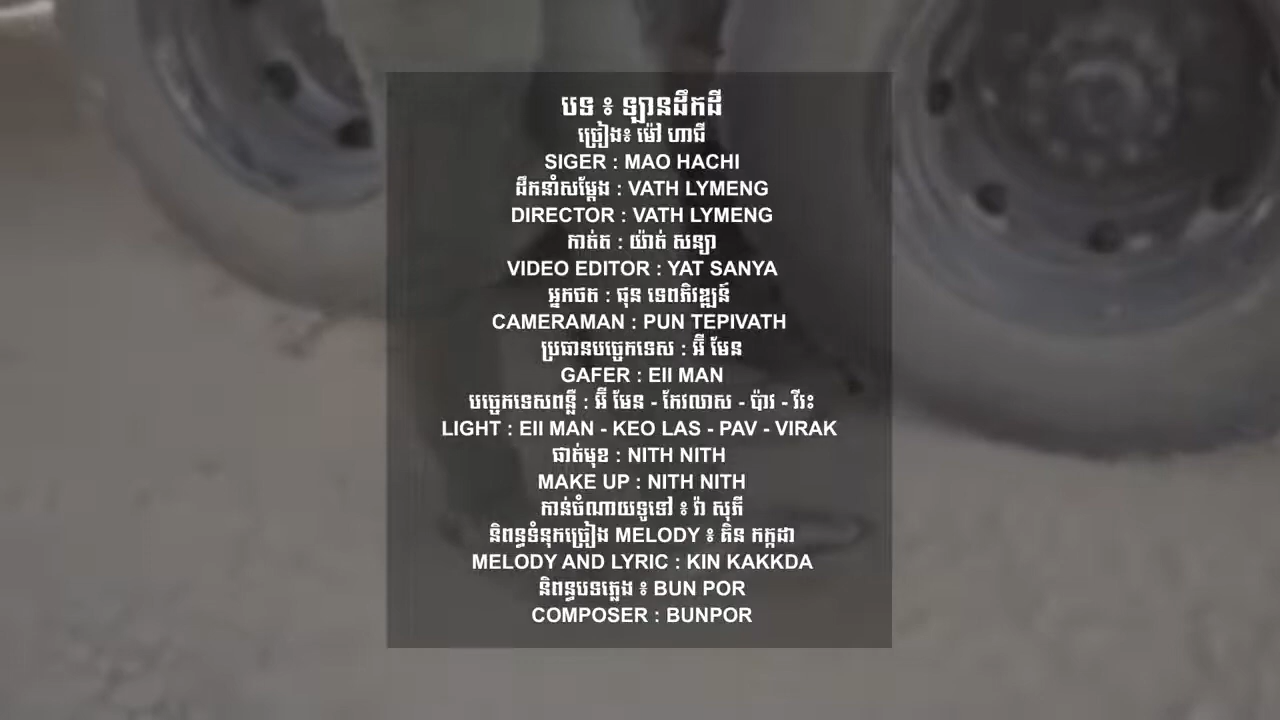 បទ ៖ ឡានដឹកដី
ច្រៀង៖ ម៉ៅ ហាជី
SIGER : MAO HACHI
ដឹកនាំសម្តែង : VATH LYMENG
DIRECTOR : VATH LYMENG
កាត់ត : យ៉ាត់ សន្យា
VIDEO EDITOR : YAT SANYA
អ្នកថត : ផុន ទេពភិវឌ្ឍន៍
CAMERAMAN : PUN TEPIVATH
ប្រធានបច្ចេកទេស : អ៊ី មែន
GAFER : EII MAN
បច្ចេកទេសពន្លឺ : អ៊ី មែន - កែវលាស - ប៉ាវ - វីរះ
LIGHT : EII MAN - KEO LAS - PAV - VIRAK
ផាត់មុខ : NITH NITH
MAKE UP : NITH NITH
កាន់ចំណាយទូទៅ ៖ រ៉ា សុភី
និពន្ធទំនុកច្រៀង MELODY ៖ គិន កក្កដា
MELODY AND LYRIC : KIN KAKKDA
និពន្ធបទភ្លេង ៖ BUN POR
COMPOSER : BUNPOR